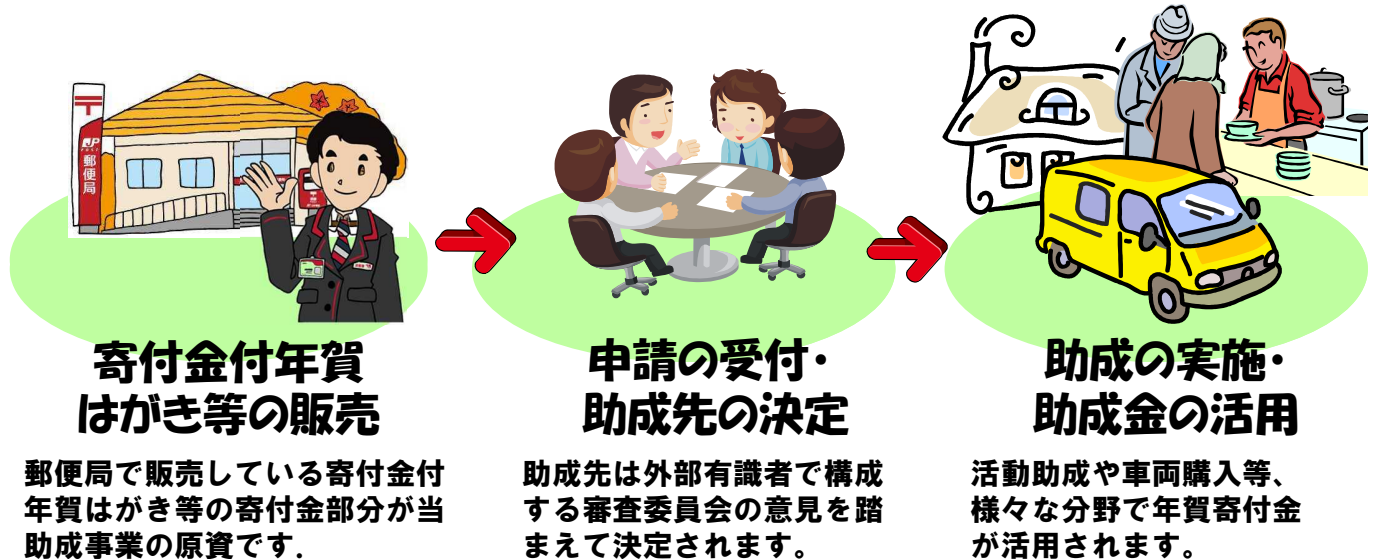 〒
JP
POST
郵便局
寄付金付年賀
はがき等の販売
郵便局で販売している寄付金付
年賀はがき等の寄付金部分が当
助成事業の原資です.
申請の受付・
助成先の決定
助成先は外部有識者で構成
する審査委員会の意見を踏
まえて決定されます。
助成の実施・
助成金の活用
活動助成や車両購入等、
様々な分野で年賀寄付金
が活用されます。